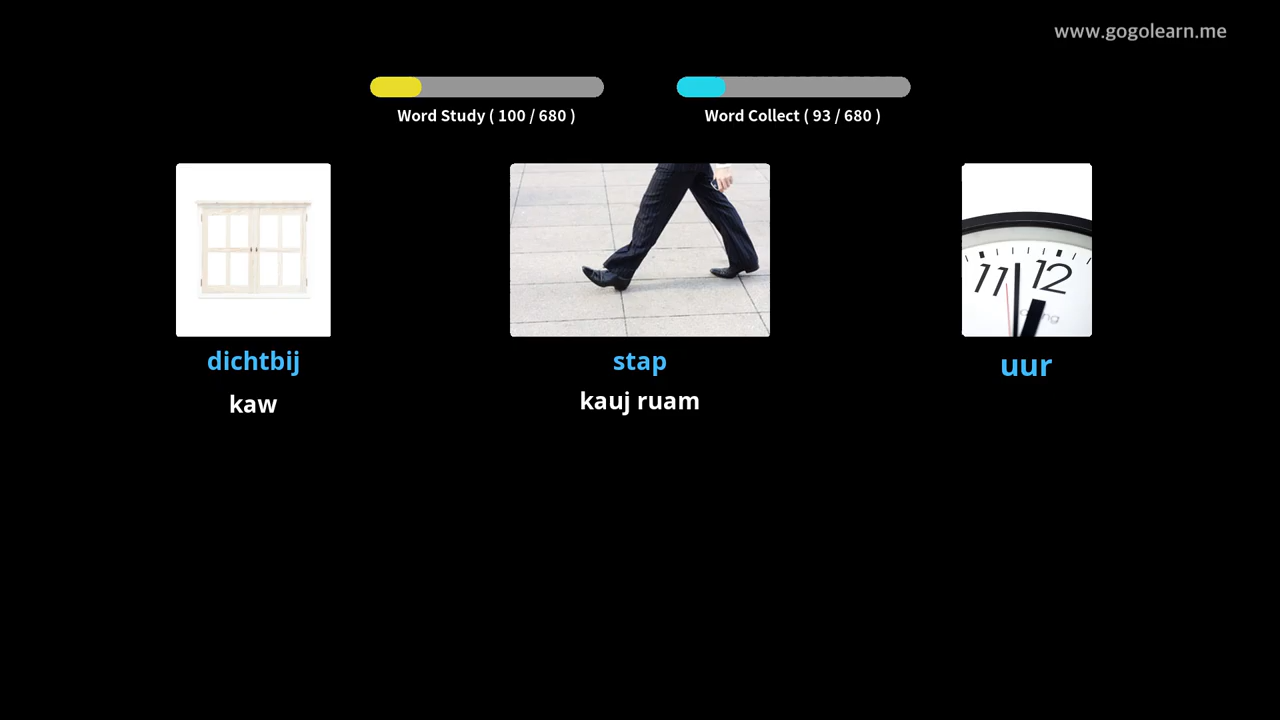 www.gogolearn.me
Word Study ( 100 / 680 )
Word Collect ( 93 / 680 )
11 12
dichtbij
stap
uur
kaw
kauj ruam